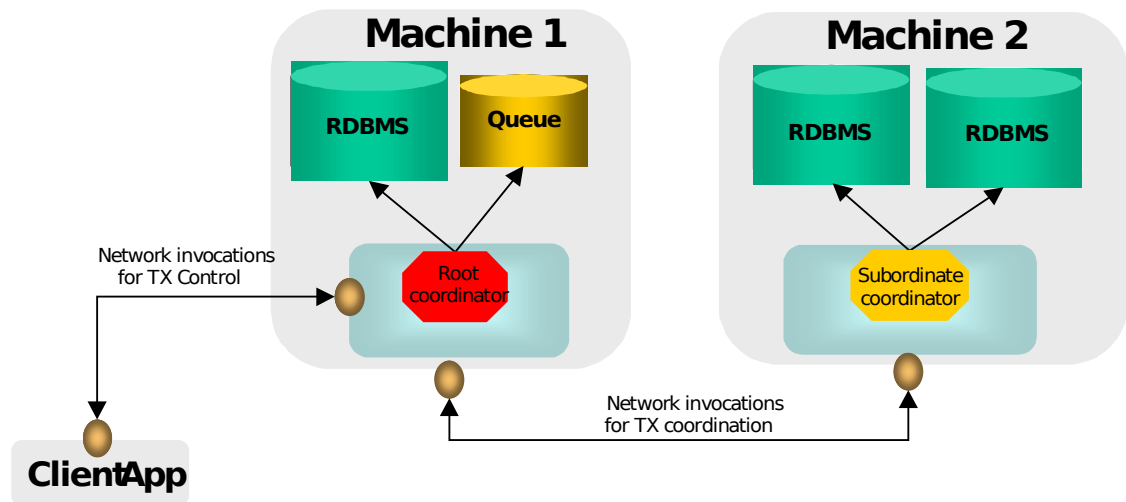 Machine 1
Machine 2
RDBMS
Queue
RDBMS
RDBMS
Network invocations
for TX Control
Root
coordinator
Subordinate
coordinator
Network invocations
for TX coordination
ClientApp